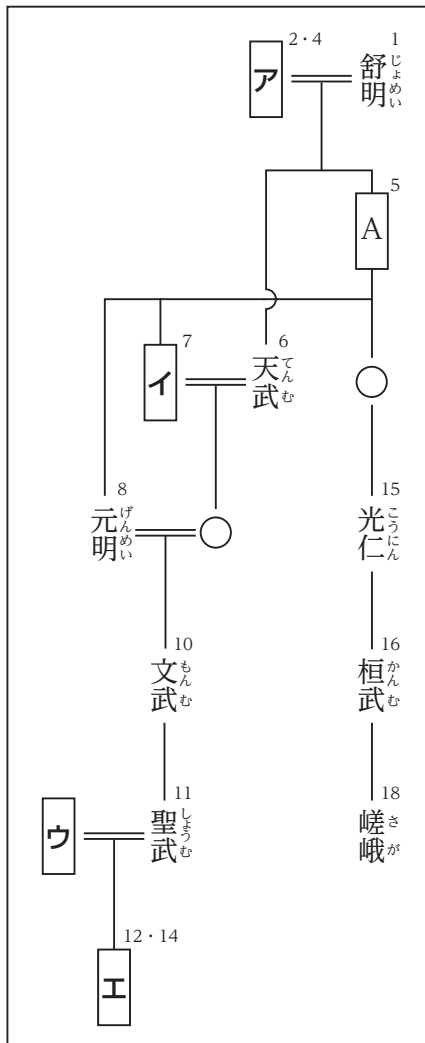 1
舒明
じょめい
2・4
ア
5
A
6
天武
てんむ
7
イ
8
元明
げんめい
15
光仁
こうにん
10
文武
もんむ
16
桓武
かんむ
11
聖武
しょうむ
ウ
18
嵯峨
さが
12・14
エ